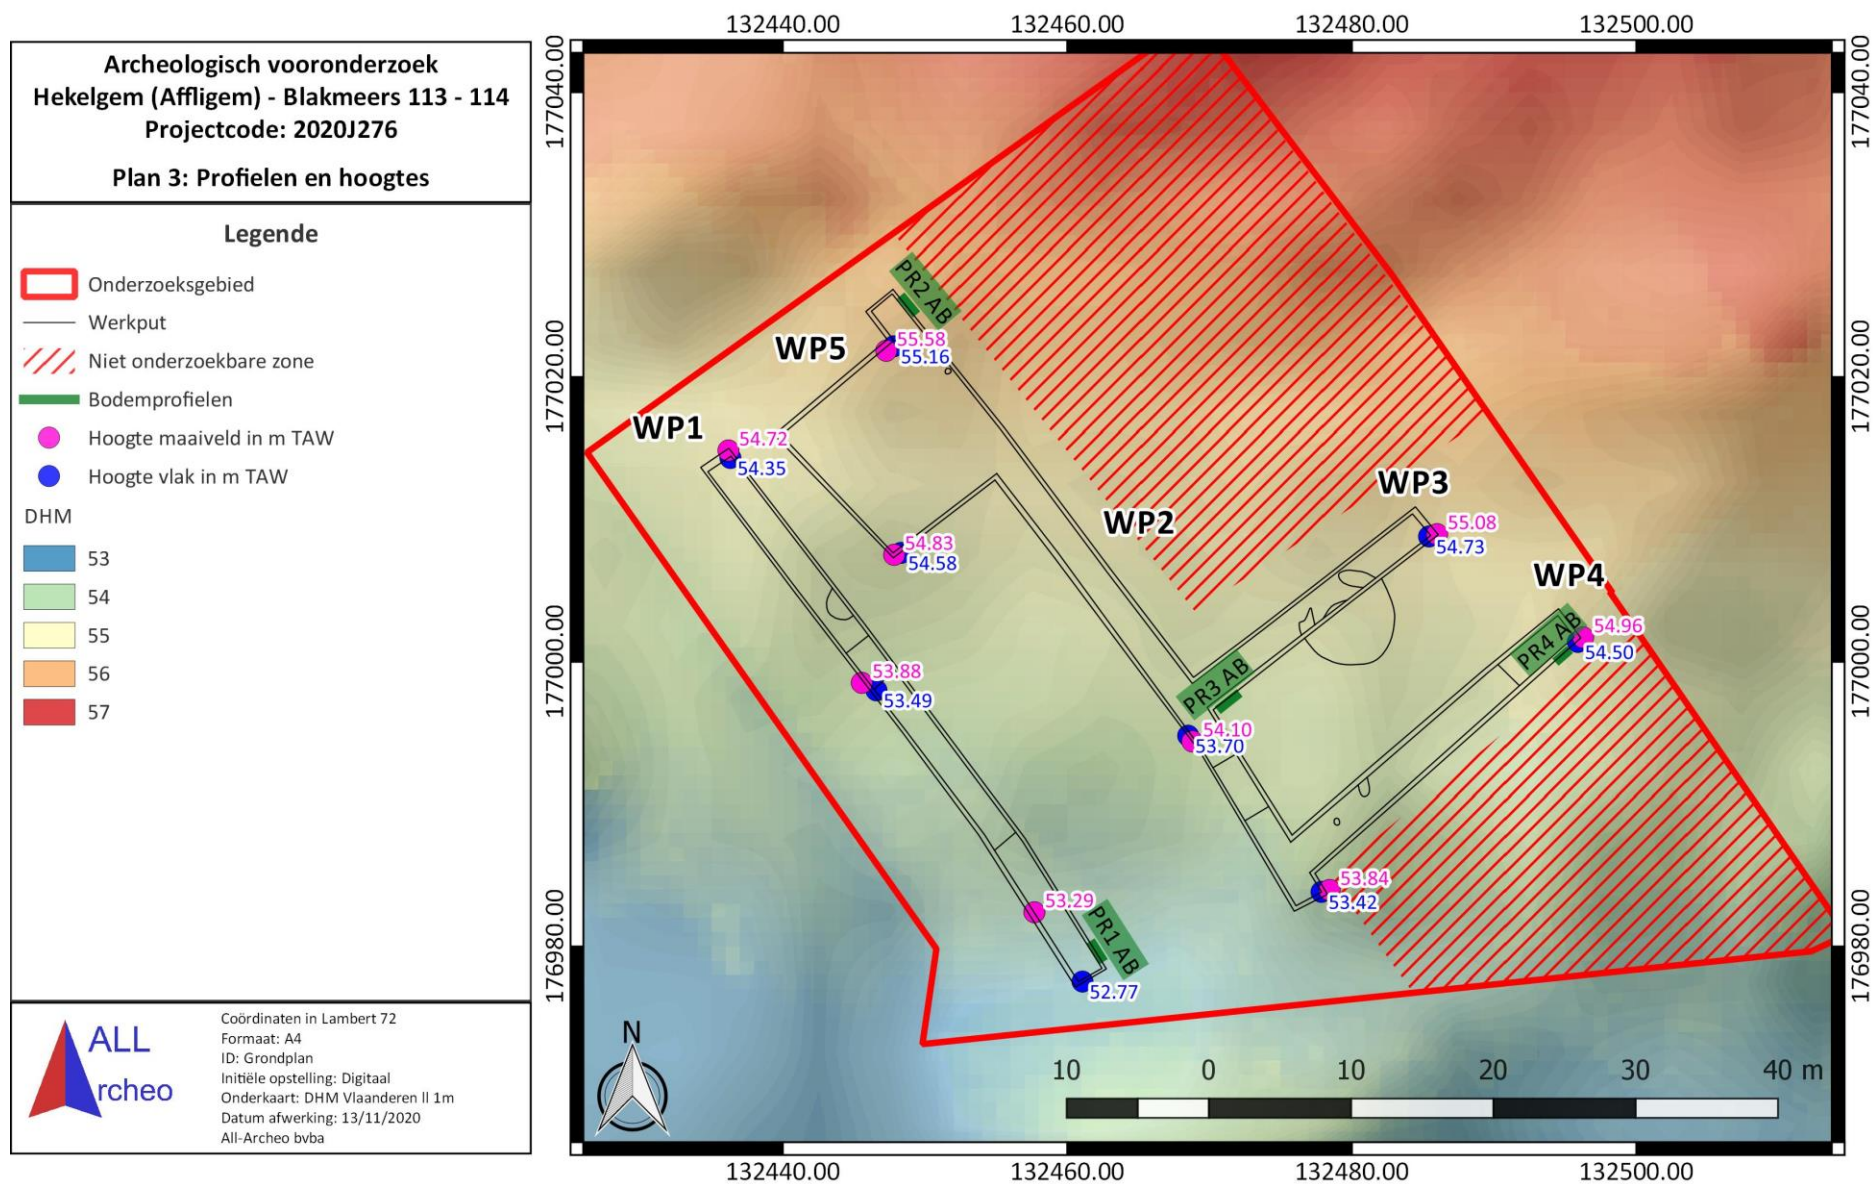 Archeologisch vooronderzoek
Hekelgem (Affligem) - Blakmeers 113 - 114
Projectcode: 2020J276
Plan 3: Profielen en hoogtes
Legende
Onderzoeksgebied
Werkput
Niet onderzoekbare zone
Bodemprofielen
Hoogte maaiveld in m TAW
Hoogte vlak in m TAW
DHM
53
54
55
56
57
ALL
rcheo
Coördinaten in Lambert 72
Formaat: A4
ID: Grondplan
Initiële opstelling: Digitaal
Onderkaart: DHM Vlaanderen II 1m
Datum afwerking: 13/11/2020
All-Archeo bvba
132440.00 132460.00 132480.00 132500.00
177040.00 177040.00
PR2 AB
WP5
55.58
55.16
177020.00 177020.00
WP1
54.72
54.35
WP3
WP2
55.08
54.73
54.83
54.58
WP4
PR4 AB
54.96
54.50
177000.00 177000.00
PR3 AB
53.88
53.49
54.10
53.70
53.84
53.42
53.29
PR1 AB
176980.00 176980.00
52.77
N
10 0 10 20 30 40 m
132440.00 132460.00 132480.00 132500.00